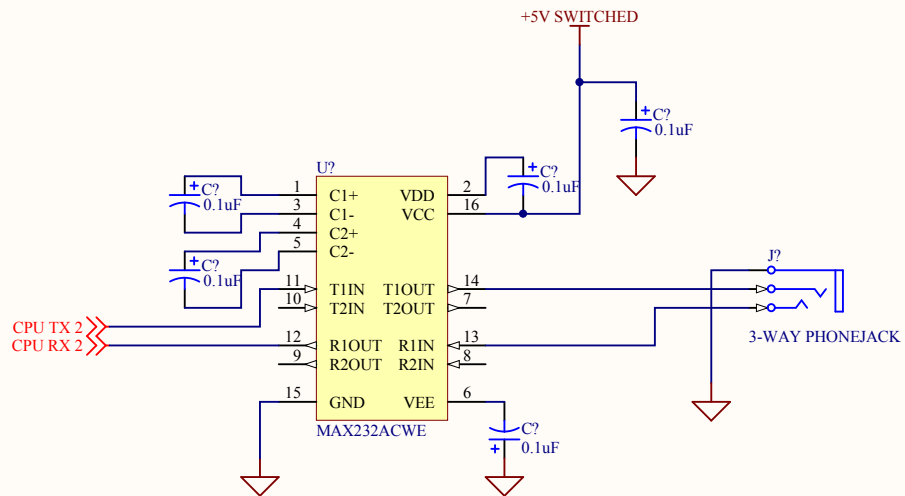 +5V SWITCHED
+
C?
0.1uF
U?
+
C?
0.1uF
1
C1+
VDD
2
+
C?
0.1uF
3
C1-
VCC
16
4
C2+
5
C2-
+
C?
0.1uF
J?
11
T1IN
T1OUT
14
10
T2IN
T2OUT
7
CPU TX 2
CPU RX 2
12
R1OUT
R1IN
13
3-WAY PHONEJACK
9
R2OUT
R2IN
8
15
GND
VEE
6
MAX232ACWE
C?
0.1uF
+